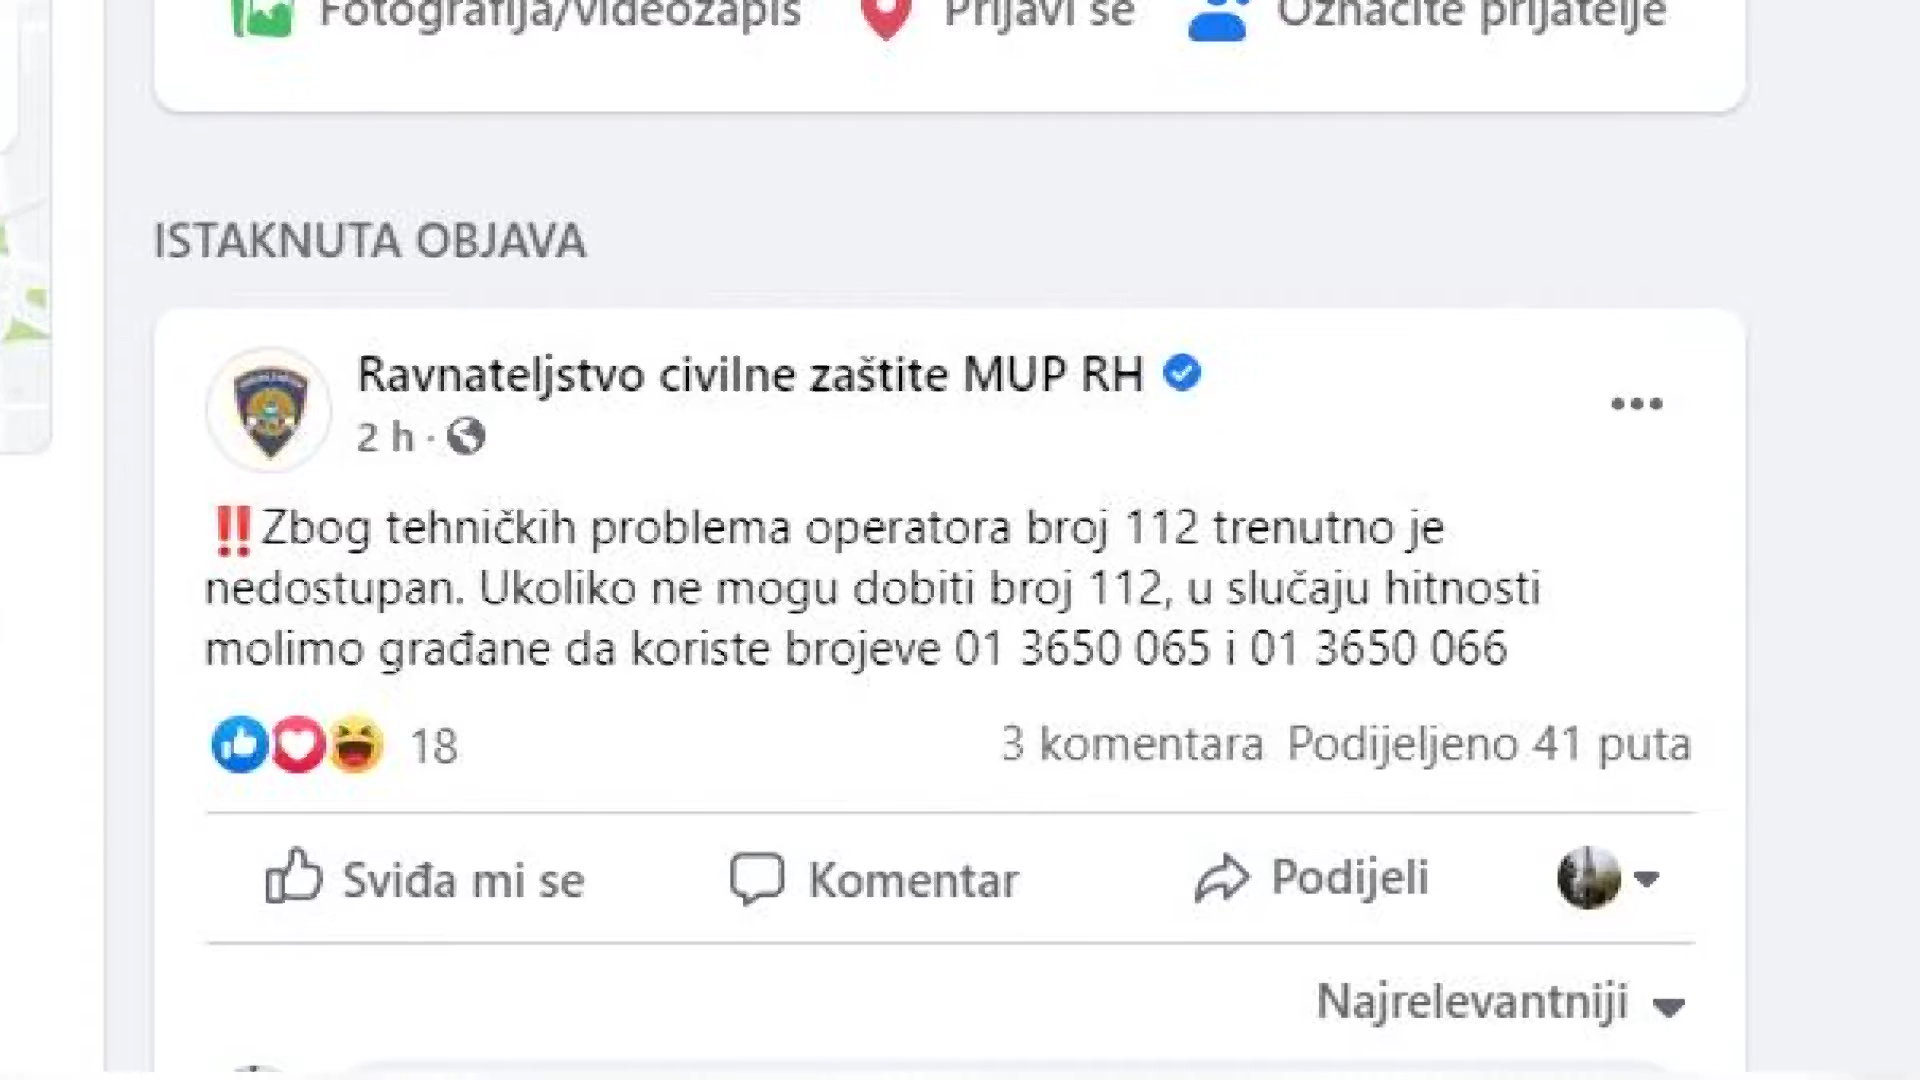 Fotografija/videozapis Prijavi se Označite prijatelje
ISTAKNUTA OBJAVA
Ravnateljstvo civilne zaštite MUP RH
2 h ·
‼️Zbog tehničkih problema operatora broj 112 trenutno je
nedostupan. Ukoliko ne mogu dobiti broj 112, u slučaju hitnosti
molimo građane da koriste brojeve 01 3650 065 i 01 3650 066
18 3 komentara Podijeljeno 41 puta
Sviđa mi se Komentar Podijeli
Najrelevantniji